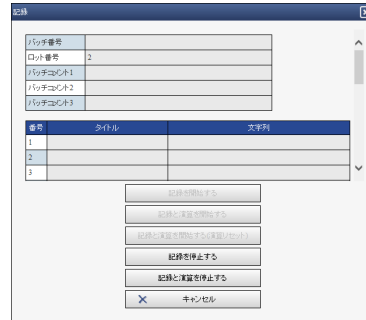 記録
バッチ番号
ロット番号 2
バッチコメント1
バッチコメント2
バッチコメント3
番号 タイトル 文字列
1
2
3
記録を開始する
記録と演算を開始する
記録と演算を開始する(演算リセット)
記録を停止する
記録と演算を停止する
キャンセル